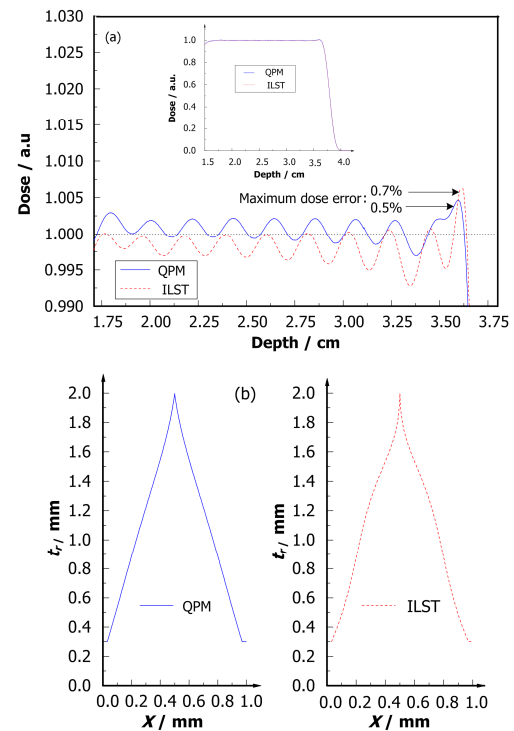 1.030
(a)
1.0
QPM
ILST
0.8
0.6
0.4
0.2
0.0
Dose / a.u.
1.5 2.0 2.5 3.0 3.5 4.0
Depth / cm
1.025
1.020
1.015
1.010
1.005
1.000
0.995
0.990
Dose / a.u
Maximum dose error: 0.7%
0.5%
QPM
ILST
1.75 2.00 2.25 2.50 2.75 3.00 3.25 3.50 3.75
Depth / cm
(b)
2.0
1.8
1.6
1.4
1.2
1.0
0.8
0.6
0.4
0.2
0.0
tr/ mm
QPM
0.0 0.2 0.4 0.6 0.8 1.0
X / mm
2.0
1.8
1.6
1.4
1.2
1.0
0.8
0.6
0.4
0.2
0.0
tr/ mm
ILST
0.0 0.2 0.4 0.6 0.8 1.0
X / mm